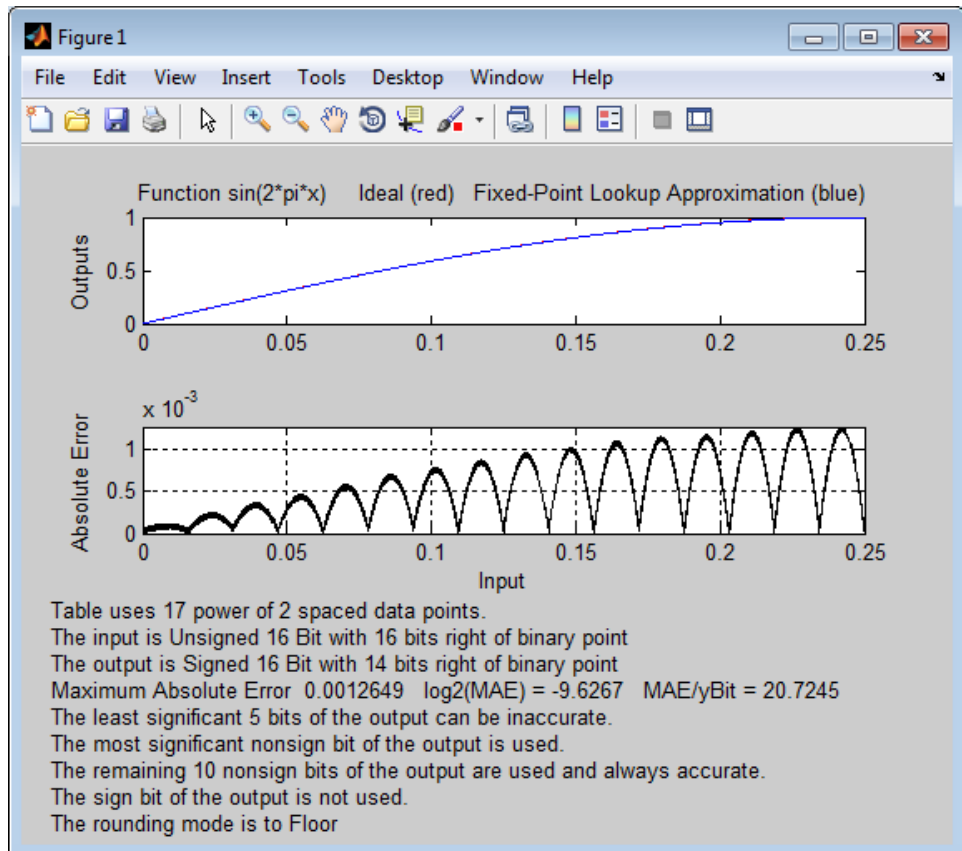 Figure 1
File Edit View Insert Tools Desktop Window Help
Function sin(2*pi*x) Ideal (red) Fixed-Point Lookup Approximation (blue)
Outputs
1
0.5
0
0 0.05 0.1 0.15 0.2 0.25
x 10^-3
Absolute Error
1
0.5
0
0 0.05 0.1 0.15 0.2 0.25
Input
Table uses 17 power of 2 spaced data points.
The input is Unsigned 16 Bit with 16 bits right of binary point
The output is Signed 16 Bit with 14 bits right of binary point
Maximum Absolute Error 0.0012649 log2(MAE) = -9.6267 MAE/yBit = 20.7245
The least significant 5 bits of the output can be inaccurate.
The most significant nonsign bit of the output is used.
The remaining 10 nonsign bits of the output are used and always accurate.
The sign bit of the output is not used.
The rounding mode is to Floor